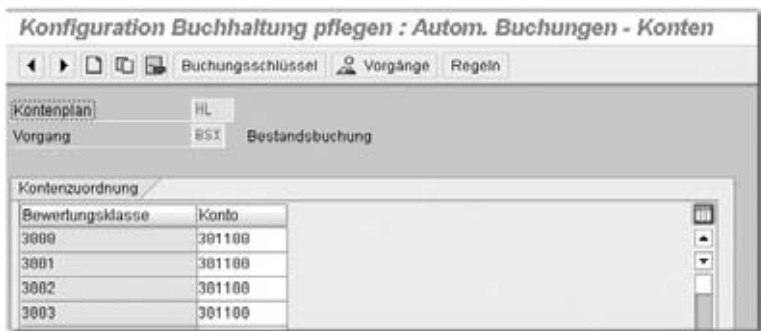 Konfiguration Buchhaltung pflegen : Autom. Buchungen - Konten
Buchungsschlüssel Vorgänge Regeln
Kontenplan HL
Vorgang BSX Bestandsbuchung
Kontenzuordnung
Bewertungsklasse Konto
3000 301100
3001 301100
3002 301100
3003 301100